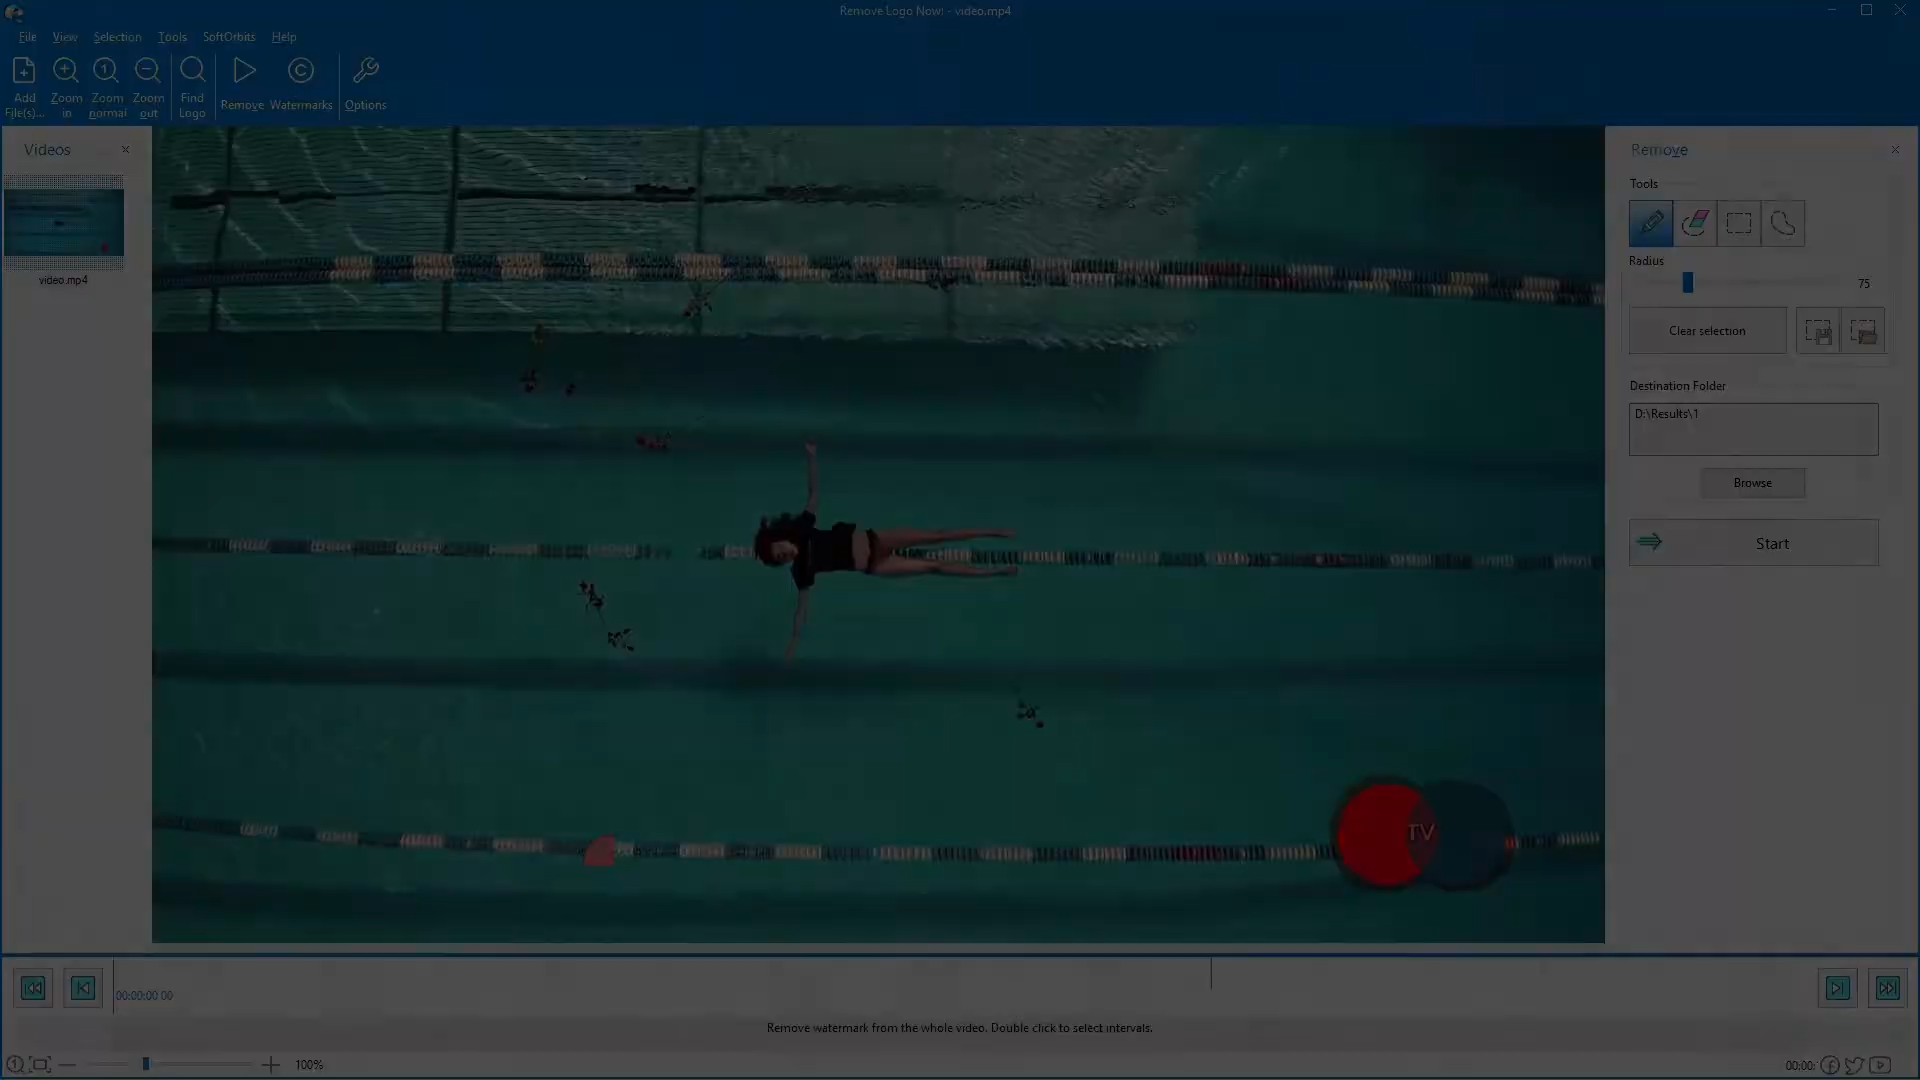 Remove Logo Now! - video.mp4
File View Selection Tools SoftOrbits Help
Add File(s)...
Zoom in
Zoom normal
Zoom out
Find Logo
Remove
Watermarks
Options
Videos
video.mp4
TV
Remove
Tools
Radius
75
Clear selection
Destination Folder
D:\Results\1
Browse
Start
00:00:00 00
Remove watermark from the whole video. Double click to select intervals.
100%
00:00: